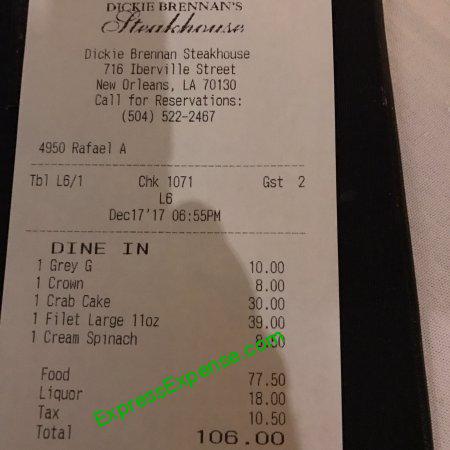 DICKIE BRENNAN'S
Steakhouse
Dickie Brennan Steakhouse
716 Iberville Street
New Orleans, LA 70130
Call for Reservations:
(504) 522-2467
4950 Rafael A
Tbl L6/1 Chk 1071 Gst 2
L6
Dec17'17 06:55PM
DINE IN
1 Grey G 10.00
1 Crown 8.00
1 Crab Cake 30.00
1 Filet Large 11oz 39.00
1 Cream Spinach
Food 77.50
Liquor 18.00
Tax 10.50
Total 106.00
ExpressExpense.com